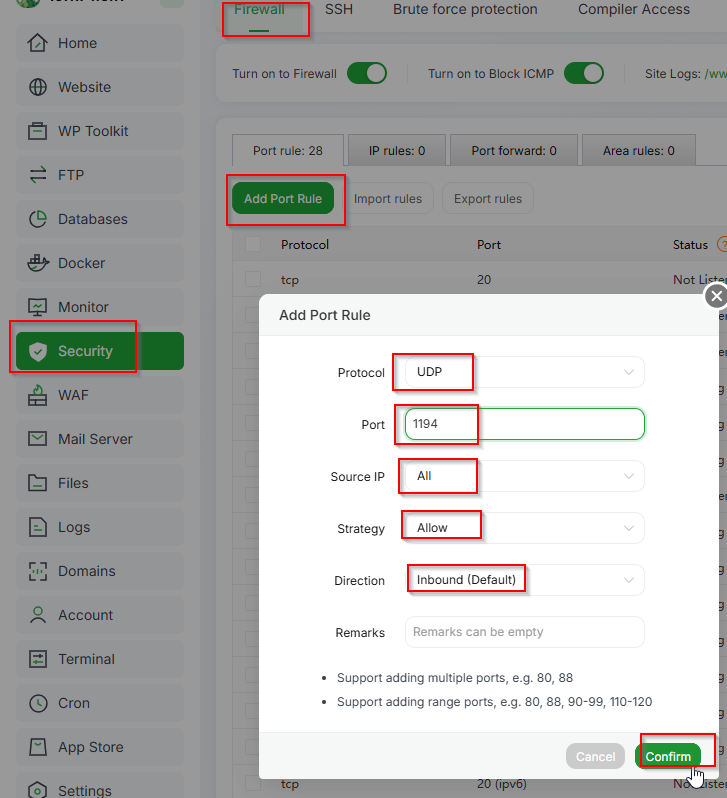 Firewall
SSH
Brute force protection
Compiler Access
Home
Turn on to Firewall
Turn on to Block ICMP
Site Logs: /ww
Website
WP Toolkit
Port rule: 28
IP rules: 0
Port forward: 0
Area rules: 0
FTP
Add Port Rule
Import rules
Export rules
Databases
Protocol
Port
Status
Docker
tcp
20
Not Liste
Monitor
Add Port Rule
Security
Protocol
UDP
WAF
Port
1194
Mail Server
Source IP
All
Files
Strategy
Allow
Logs
Direction
Inbound (Default)
Domains
Account
Remarks
Remarks can be empty
Terminal
Support adding multiple ports, e.g. 80, 88
Cron
Support adding range ports, e.g. 80, 88, 90-99, 110-120
App Store
Cancel
Confirm
Settings
tcp
20 (ipv6)
Not Liste